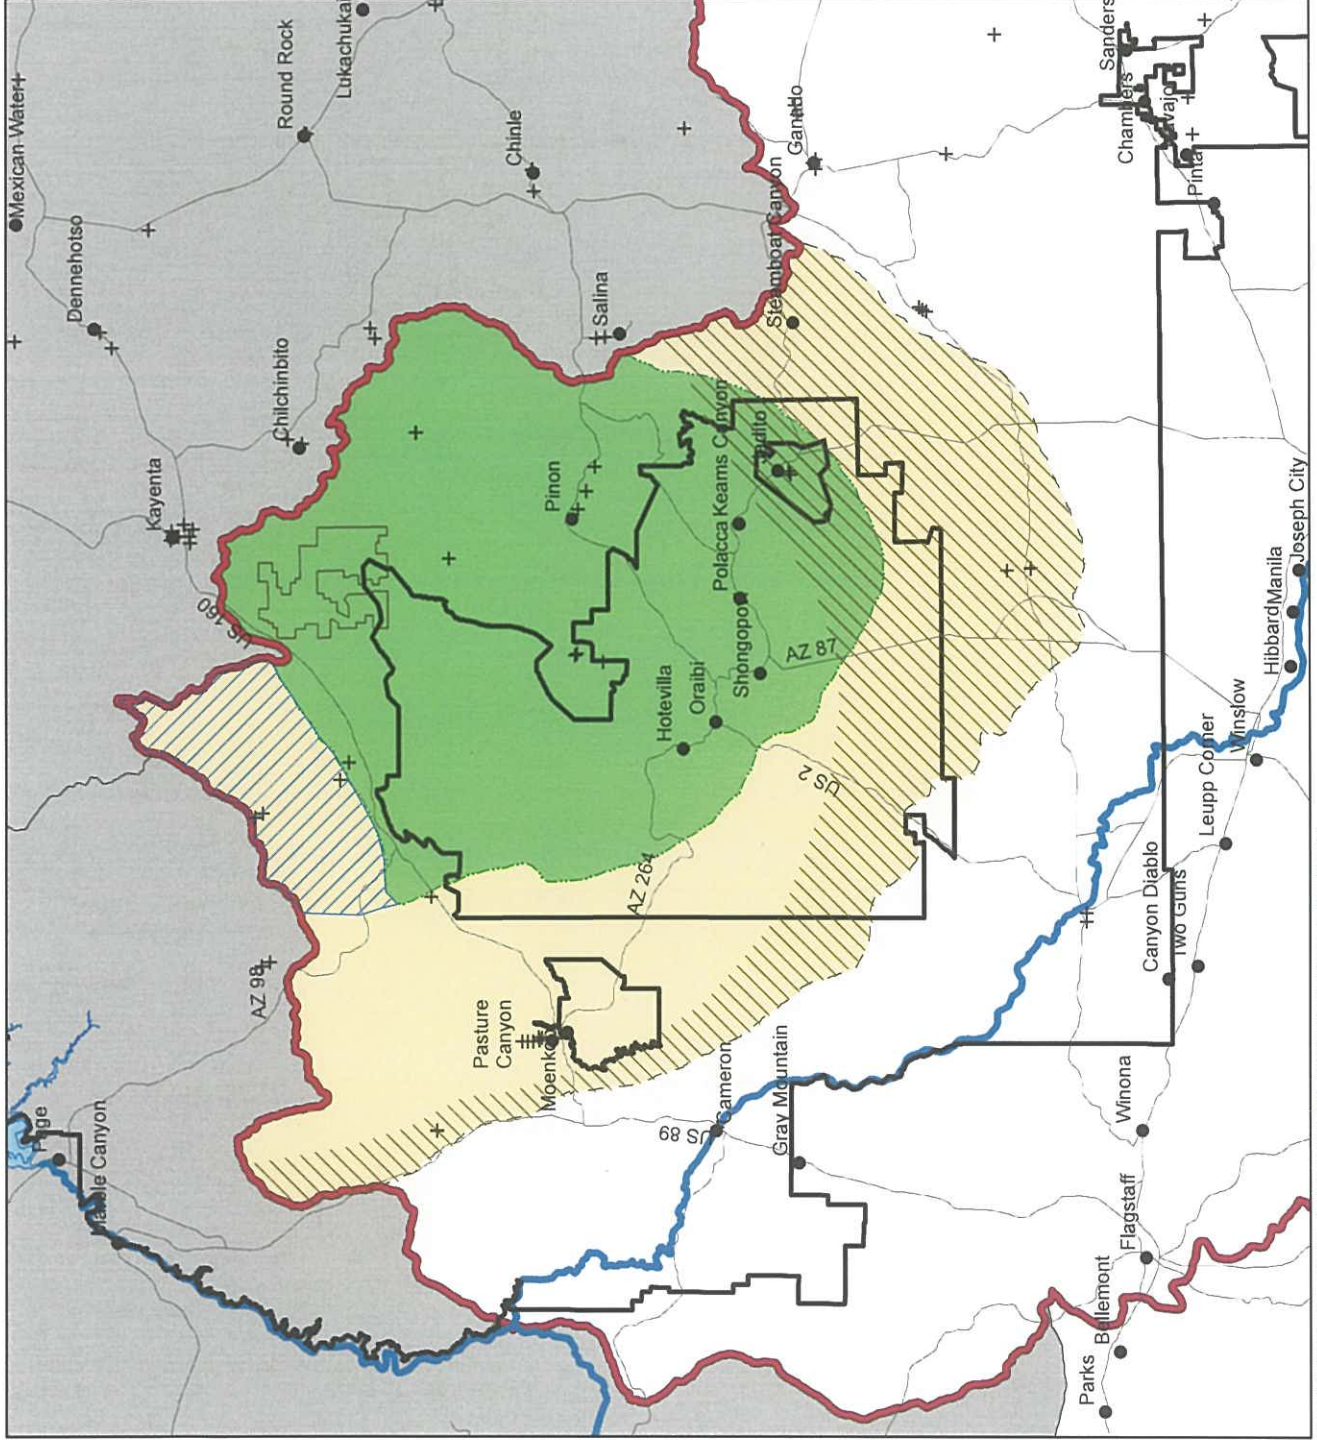 Mexican Water
Page
Dennehotso
Marble Canyon
Kayenta
US 160
AZ 98
Chilchinbito
Round Rock
Lukachukai
Pasture
Canyon
Chinle
Pinon
Moenko
Salina
AZ 264
Hotevilla
Oraibi
US 89
Polacca
Keams Canyon
Cameron
Shongopovi
Steamboat Canyon
Gray Mountain
Ganado
AZ 87
US 2
Parks
Bellemont
Flagstaff
Winona
Canyon Diablo
Two Guns
Chambers
Sanders
Navajo
Pinta
Leupp Corner
Winslow
Hibbard
Manila
Joseph City